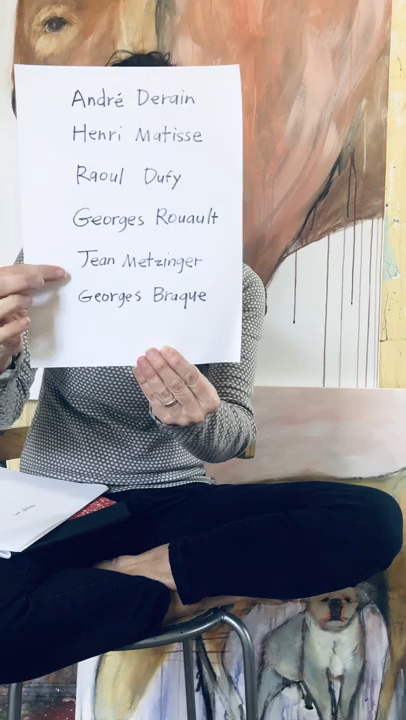 André Derain
Henri Matisse
Raoul Dufy
Georges Rouault
Jean Metzinger
Georges Braque